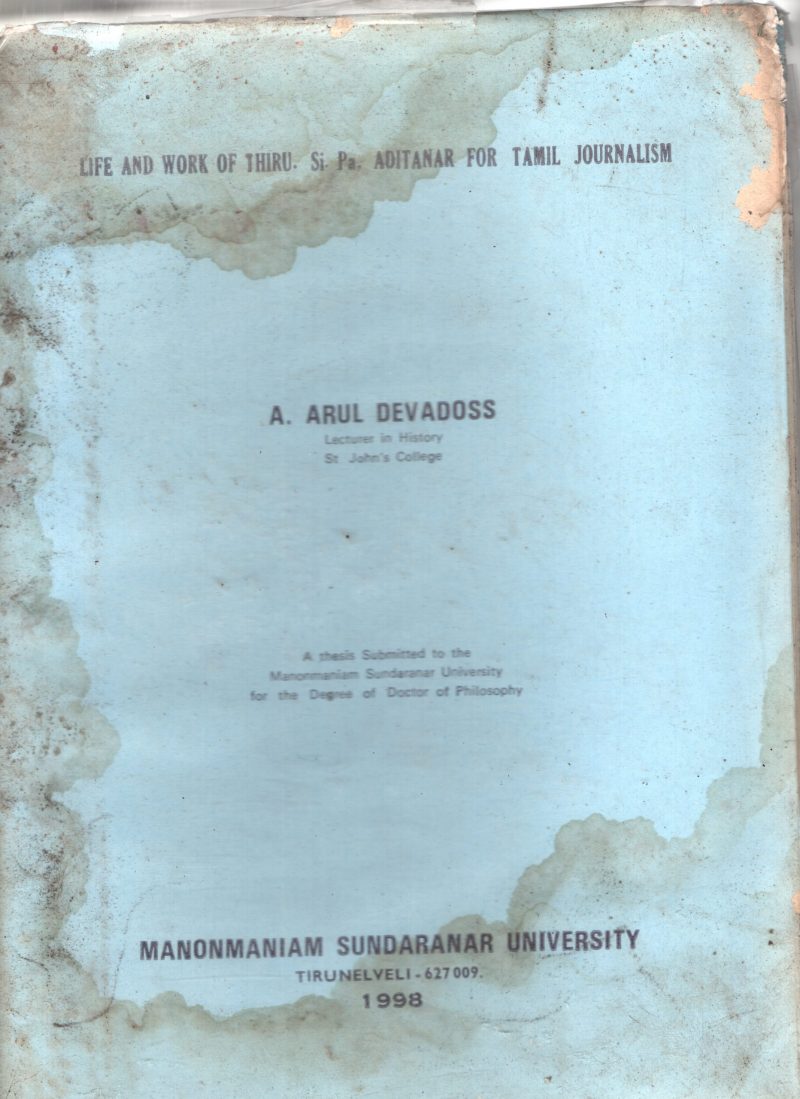 LIFE AND WORK OF THIRU. Si. Pa. ADITANAR FOR TAMIL JOURNALISM
A. ARUL DEVADOSS
Lecturer in History
St John's College
A thesis Submitted to the
Manonmaniam Sundaranar University
for the Degree of Doctor of Philosophy
MANONMANIAM SUNDARANAR UNIVERSITY
TIRUNELVELI - 627 009.
1998